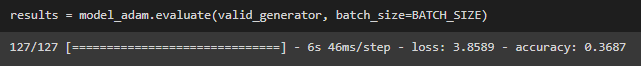 results = model_adam.evaluate(valid_generator, batch_size=BATCH_SIZE)
127/127 [==============================] - 6s 46ms/step - loss: 3.8589 - accuracy: 0.3687